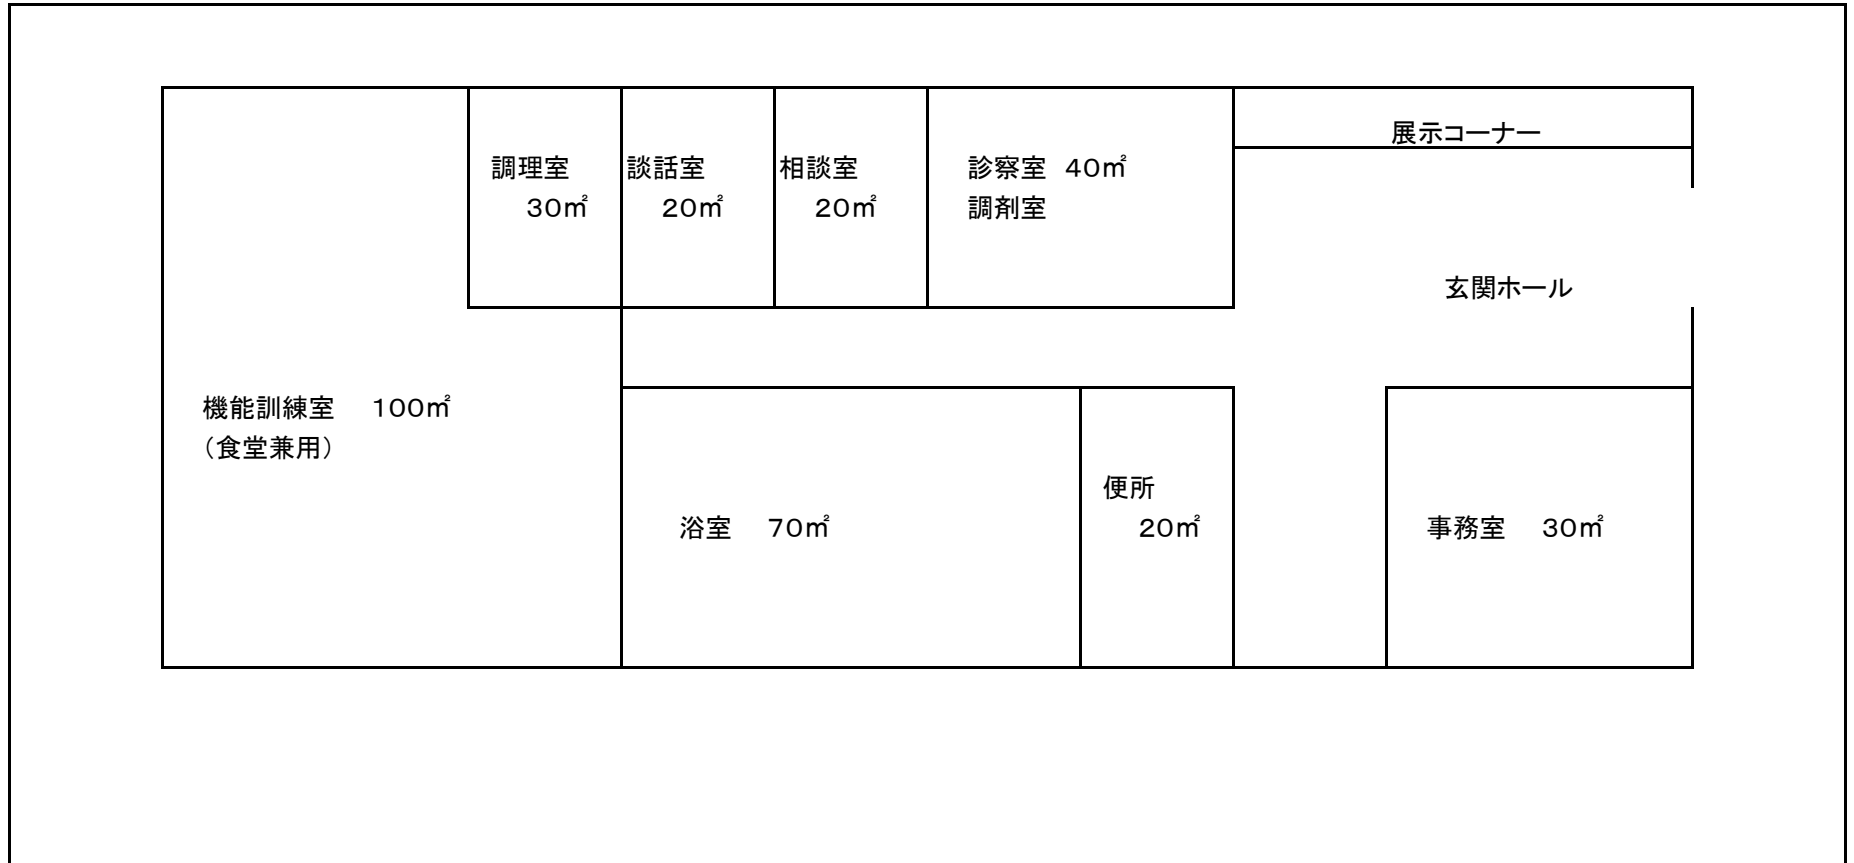 展示コーナー
調理室
30㎡
談話室
20㎡
相談室
20㎡
診察室 40㎡
調剤室
玄関ホール
機能訓練室 100㎡
（食堂兼用）
浴室 70㎡
便所
20㎡
事務室 30㎡